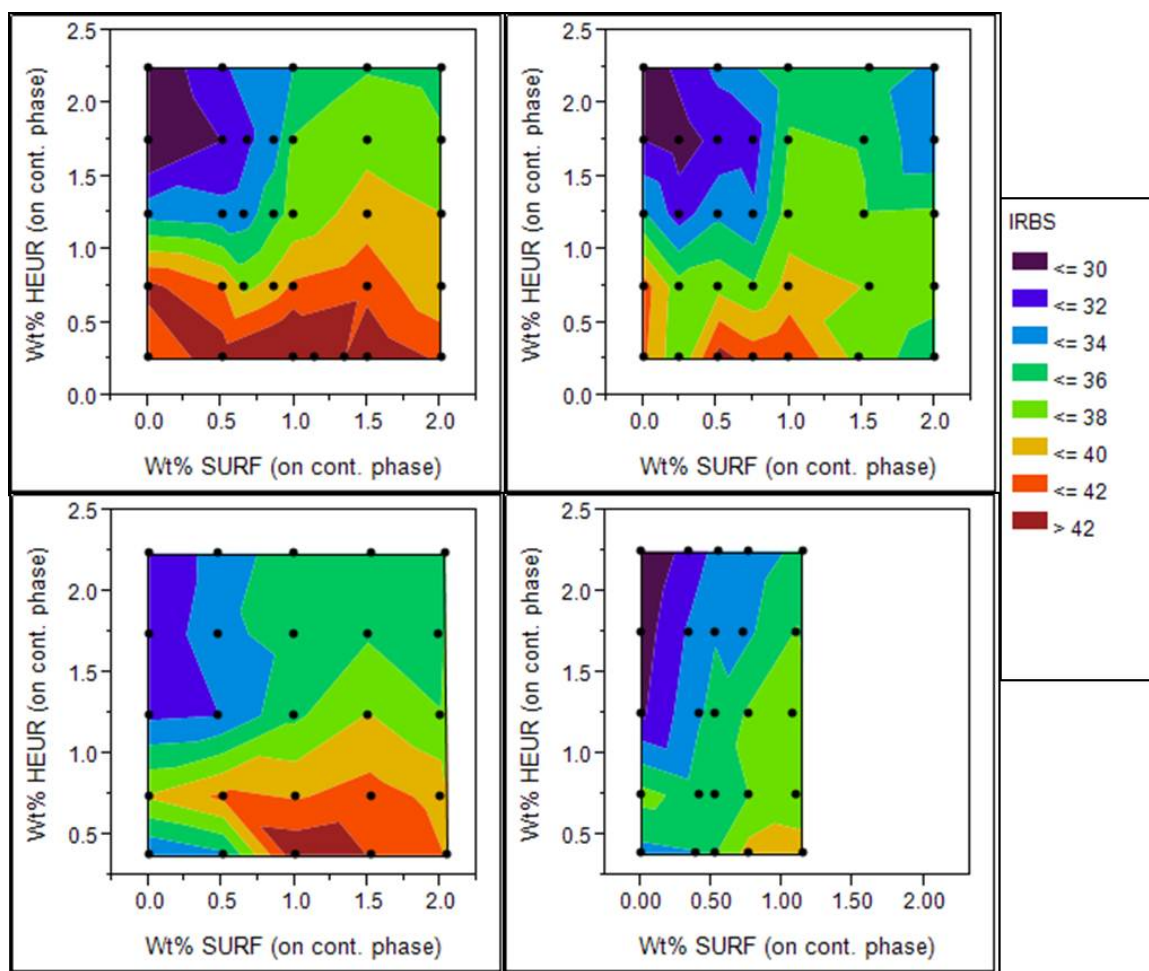 2.5
2.0
1.5
1.0
0.5
0.0
Wt% HEUR (on cont. phase)
0.0 0.5 1.0 1.5 2.0
Wt% SURF (on cont. phase)
2.5
2.0
1.5
1.0
0.5
0.0
Wt% HEUR (on cont. phase)
0.0 0.5 1.0 1.5 2.0
Wt% SURF (on cont. phase)
IRBS
<= 30
<= 32
<= 34
<= 36
<= 38
<= 40
<= 42
> 42
2.5
2.0
1.5
1.0
0.5
Wt% HEUR (on cont. phase)
0.0 0.5 1.0 1.5 2.0
Wt% SURF (on cont. phase)
2.5
2.0
1.5
1.0
0.5
Wt% HEUR (on cont. phase)
0.00 0.50 1.00 1.50 2.00
Wt% SURF (on cont. phase)